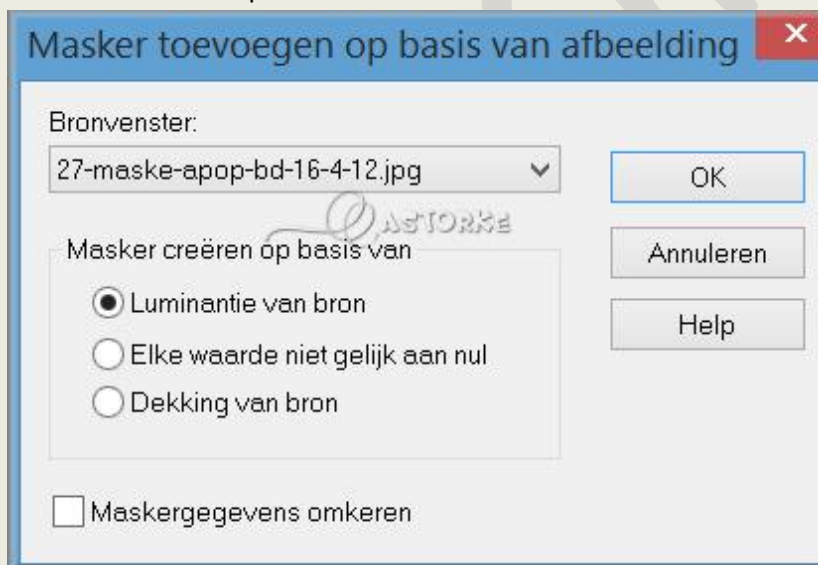 Masker toevoegen op basis van afbeelding
Bronvenster:
27-maske-apop-bd-16-4-12.jpg
OK
ASTORKE
Masker creëren op basis van
Annuleren
Luminantie van bron
Help
Elke waarde niet gelijk aan nul
Dekking van bron
Maskergegevens omkeren